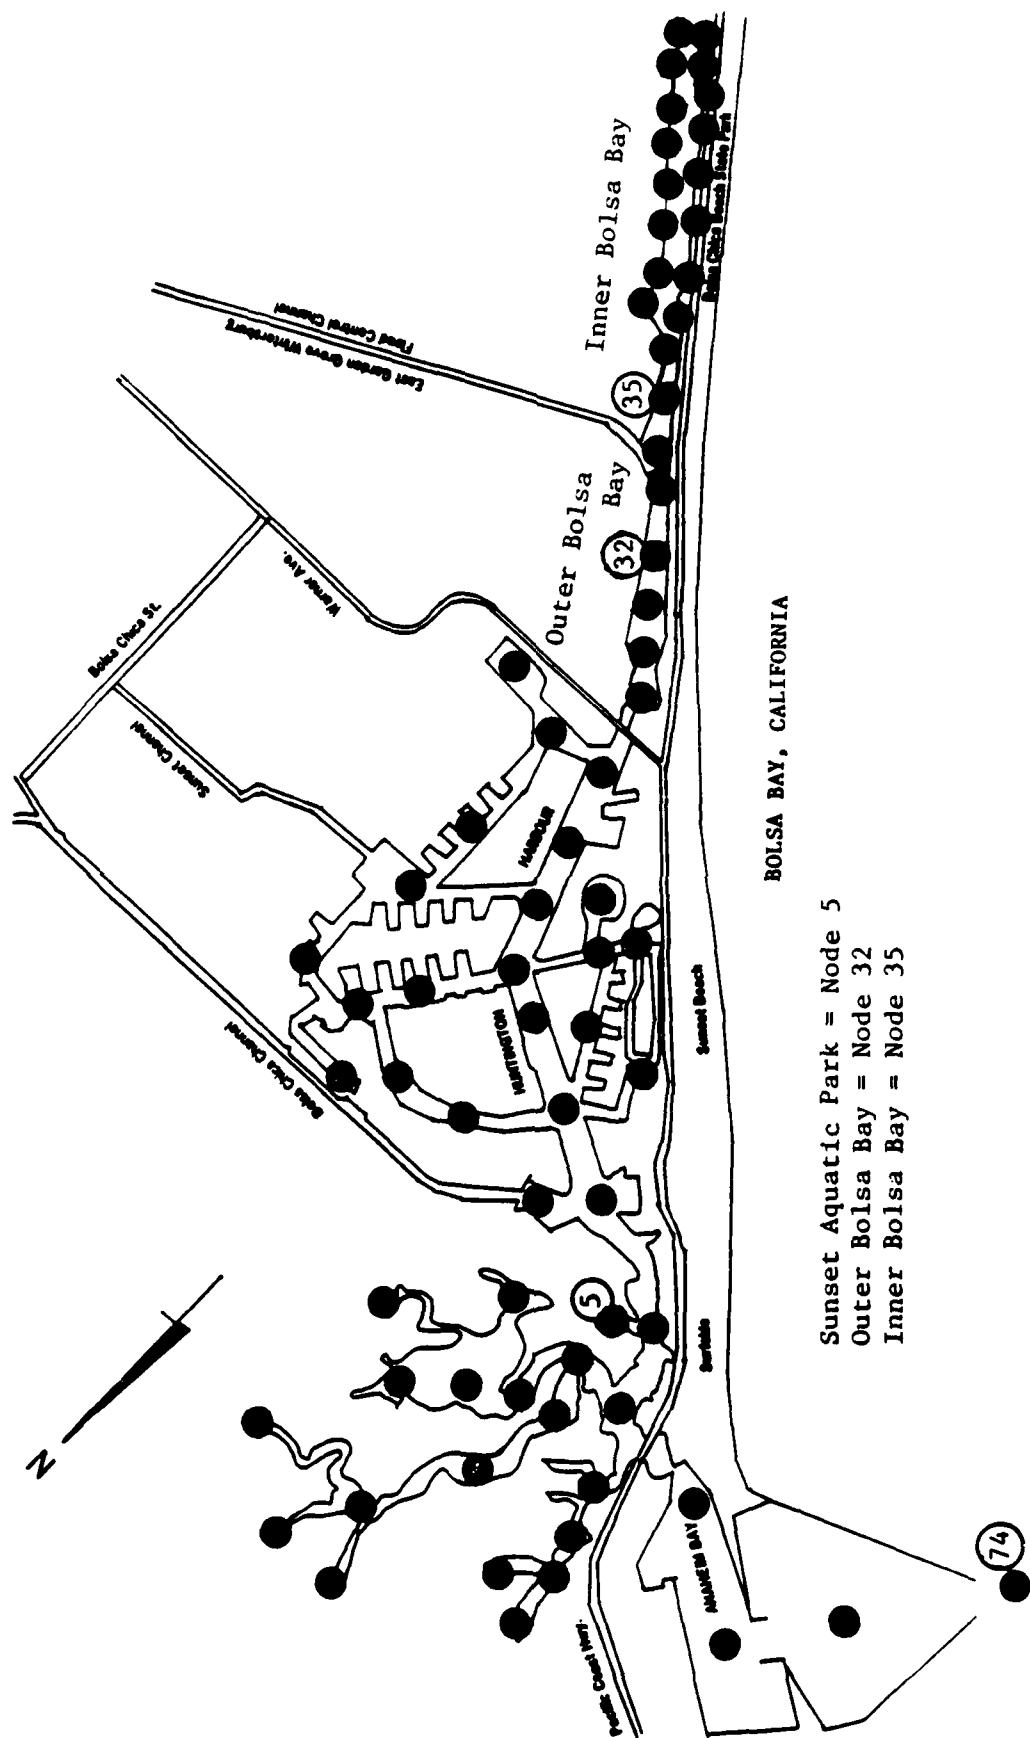 N
Bolsa Chica St.
Sunset Channel
Warner Ave.
East Garden Grove Wintersburg
Flood Control Channel
Bolsa Chica Channel
Outer Bolsa
Bay
Inner Bolsa Bay
HUNTINGTON
HARBOUR
5
32
35
74
Pacific Coast Hwy.
ANAHEIM BAY
Surfside
Sunset Beach
Bolsa Chica Beach State Park
BOLSA BAY, CALIFORNIA
Sunset Aquatic Park = Node 5
Outer Bolsa Bay = Node 32
Inner Bolsa Bay = Node 35